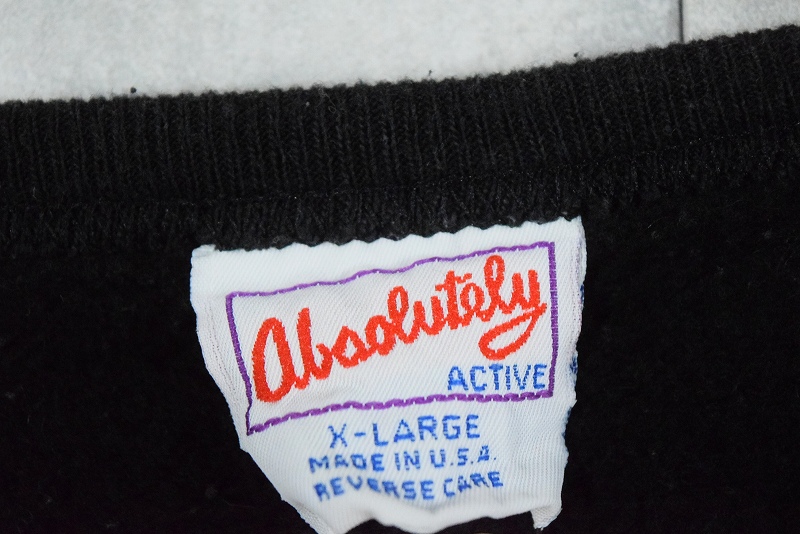 Absolutely
ACTIVE
X-LARGE
MADE IN U.S.A.
REVERSE CARE